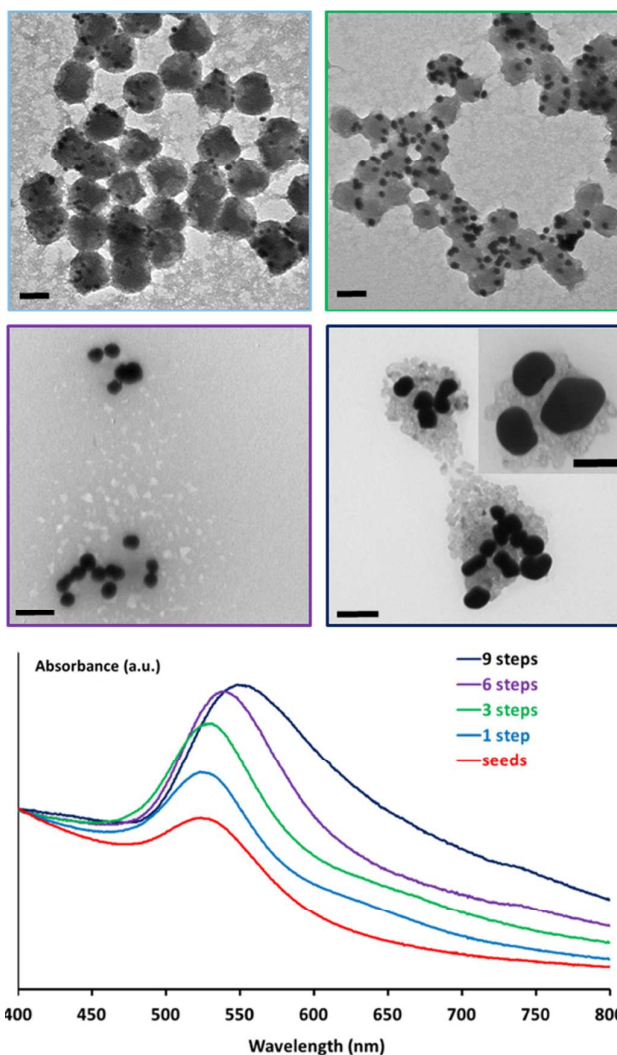 Absorbance (a.u.)
9 steps
6 steps
3 steps
1 step
seeds
400 450 500 550 600 650 700 750 800
Wavelength (nm)